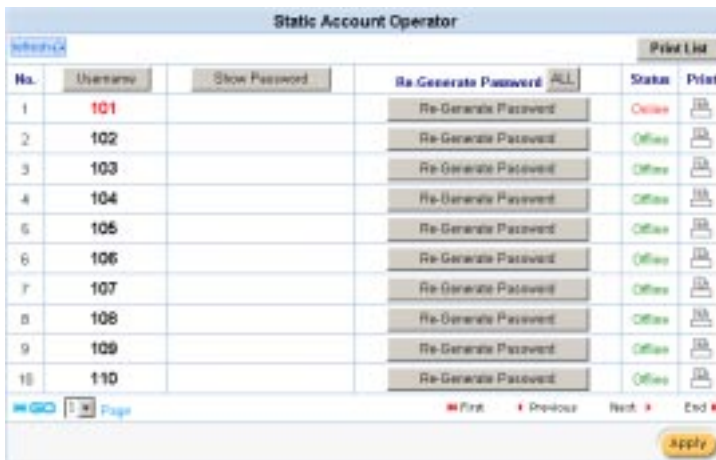 Static Account Operator
Refresh
Print List
No. Username Show Password Re-Generate Password ALL Status Print
1 101 Re-Generate Password Online
2 102 Re-Generate Password Offline
3 103 Re-Generate Password Offline
4 104 Re-Generate Password Offline
5 105 Re-Generate Password Offline
6 106 Re-Generate Password Offline
7 107 Re-Generate Password Offline
8 108 Re-Generate Password Offline
9 109 Re-Generate Password Offline
10 110 Re-Generate Password Offline
GO 1 Page First Previous Next End
Apply